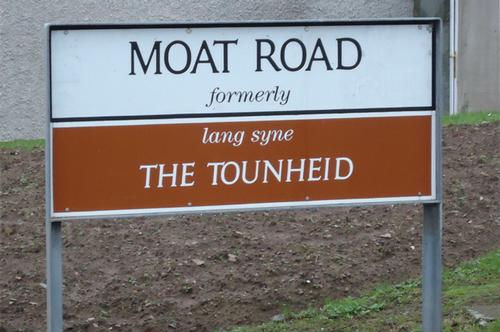 MOAT ROAD
formerly
lang syne
THE TOUNHEID